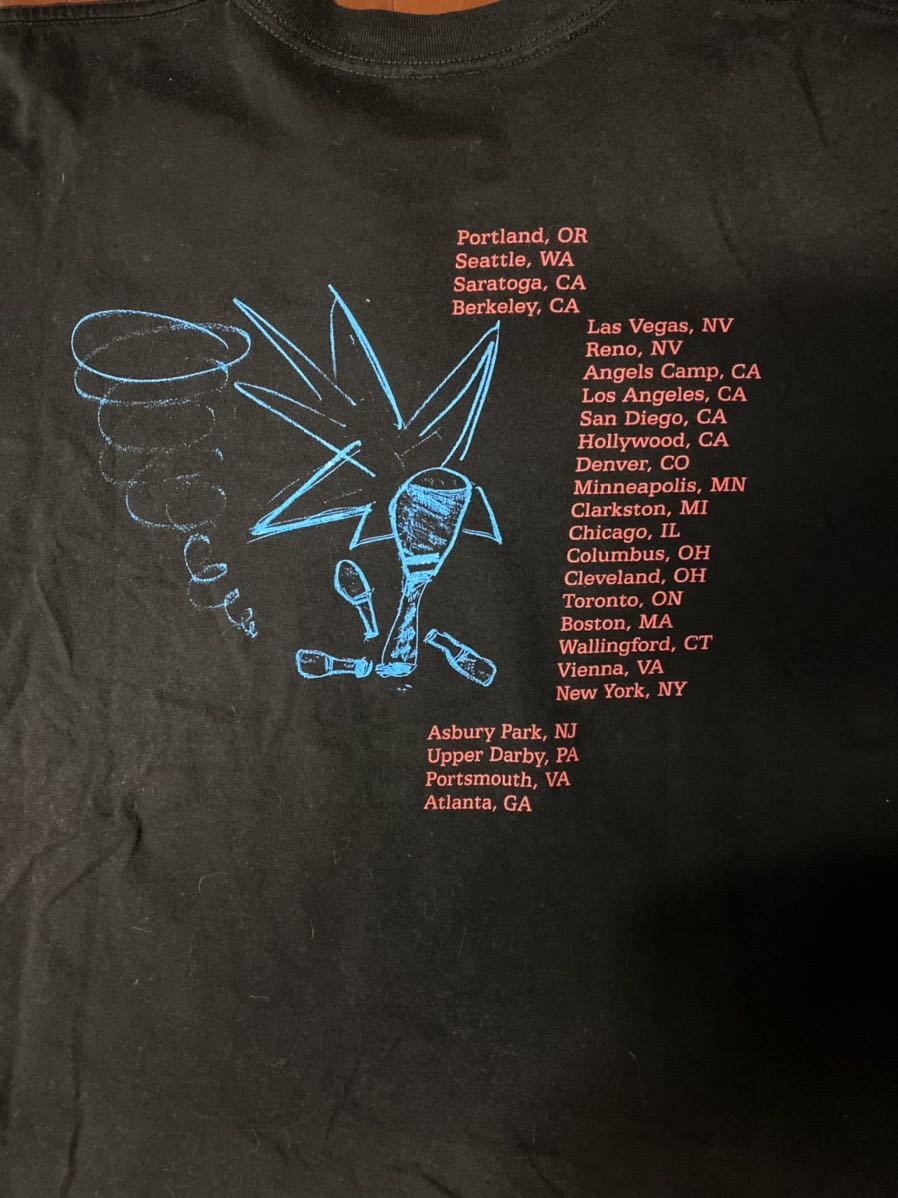 Portland, OR
Seattle, WA
Saratoga, CA
Berkeley, CA
Las Vegas, NV
Reno, NV
Angels Camp, CA
Los Angeles, CA
San Diego, CA
Hollywood, CA
Denver, CO
Minneapolis, MN
Clarkston, MI
Chicago, IL
Columbus, OH
Cleveland, OH
Toronto, ON
Boston, MA
Wallingford, CT
Vienna, VA
New York, NY
Asbury Park, NJ
Upper Darby, PA
Portsmouth, VA
Atlanta, GA